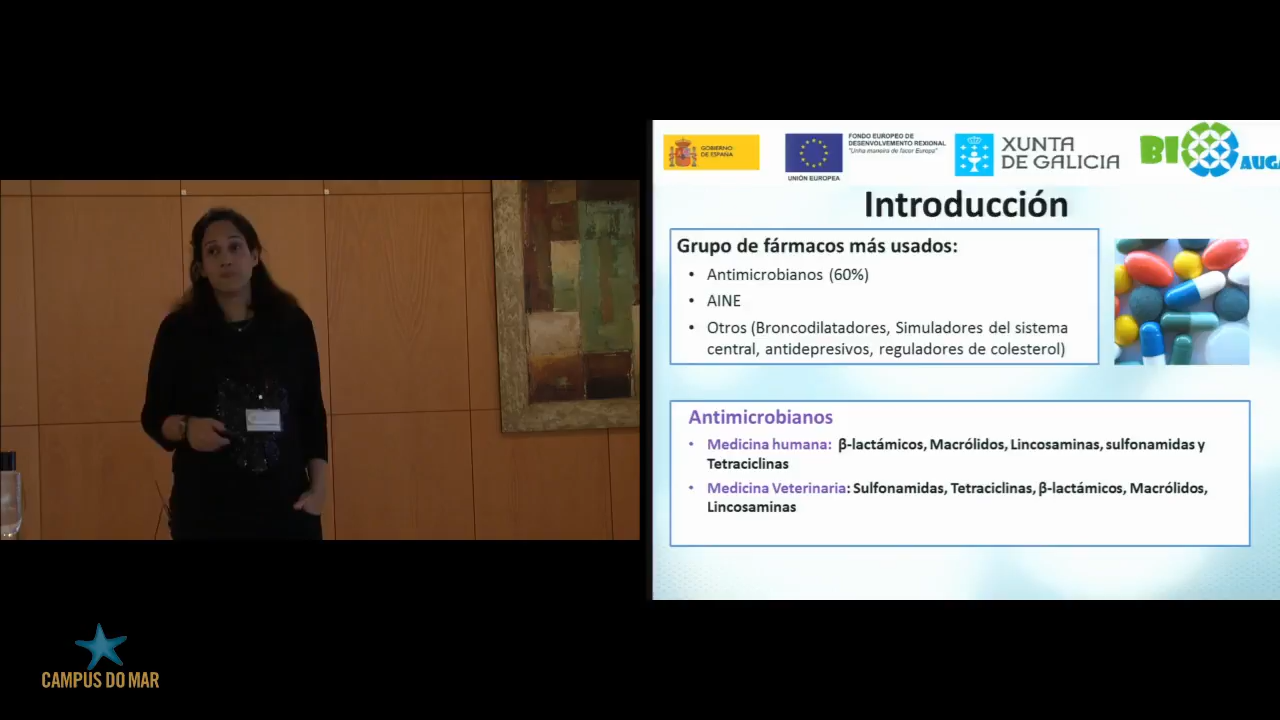 GOBIERNO
DE ESPAÑA
UNIÓN EUROPEA
FONDO EUROPEO DE
DESENVOLVEMENTO REXIONAL
"Unha maneira de facer Europa"
XUNTA
DE GALICIA
BI
AUGA
Introducción
Grupo de fármacos más usados:
• Antimicrobianos (60%)
• AINE
• Otros (Broncodilatadores, Simuladores del sistema
central, antidepresivos, reguladores de colesterol)
Antimicrobianos
• Medicina humana: β-lactámicos, Macrólidos, Lincosaminas, sulfonamidas y
Tetraciclinas
• Medicina Veterinaria: Sulfonamidas, Tetraciclinas, β-lactámicos, Macrólidos,
Lincosaminas
CAMPUS DO MAR